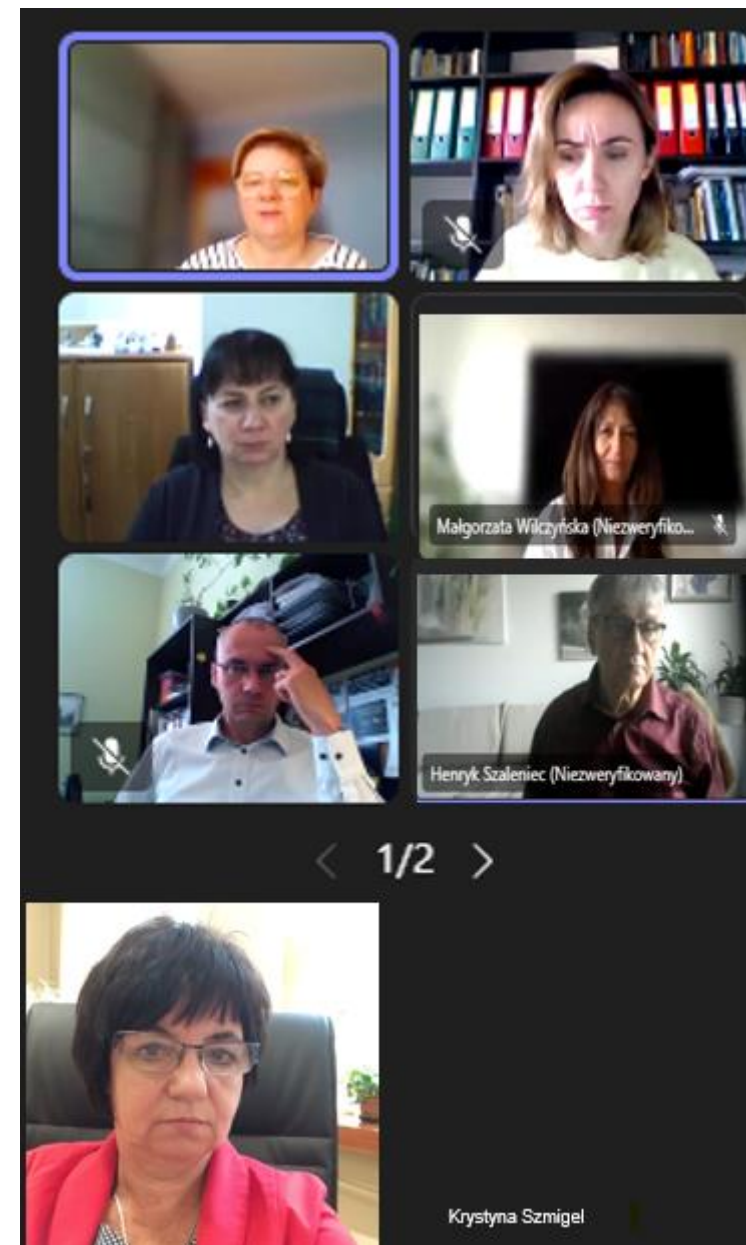 Małgorzata Wilczyńska (Niezweryfiko...
Henryk Szaleniec (Niezweryfikowany)
1/2
Krystyna Szmigel